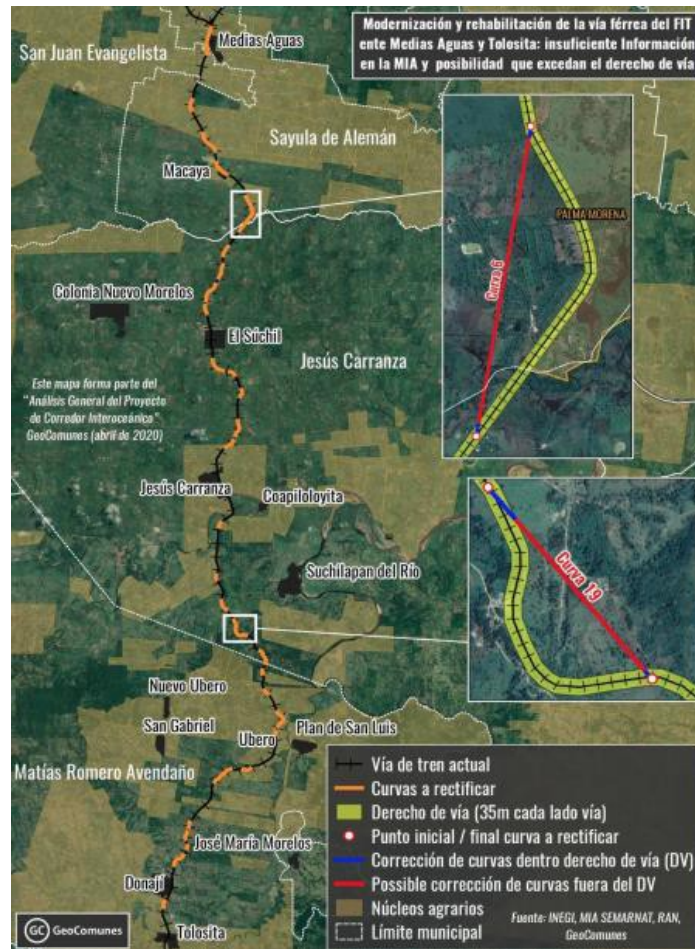 Modernización y rehabilitación de la vía férrea del FIT
ente Medias Aguas y Tolosita: insuficiente Información
en la MIA y posibilidad que excedan el derecho de vía
San Juan Evangelista
Medias Aguas
Sayula de Alemán
Macaya
PALMA MORENA
Curva 6
Colonia Nuevo Morelos
El Súchil
Jesús Carranza
Este mapa forma parte del
"Análisis General del Proyecto
de Corredor Interoceánico"
GeoComunes (abril de 2020)
Jesús Carranza
Coapiloloyita
Suchilapan del Río
Curva 19
Nuevo Ubero
San Gabriel
Ubero
Plan de San Luis
Matías Romero Avendaño
José María Morelos
Donají
Tolosita
Vía de tren actual
Curvas a rectificar
Derecho de vía (35m cada lado vía)
Punto inicial / final curva a rectificar
Corrección de curvas dentro derecho de vía (DV)
Possible corrección de curvas fuera del DV
Núcleos agrarios
Límite municipal
Fuente: INEGI, MIA SEMARNAT, RAN,
GeoComunes
GC GeoComunes